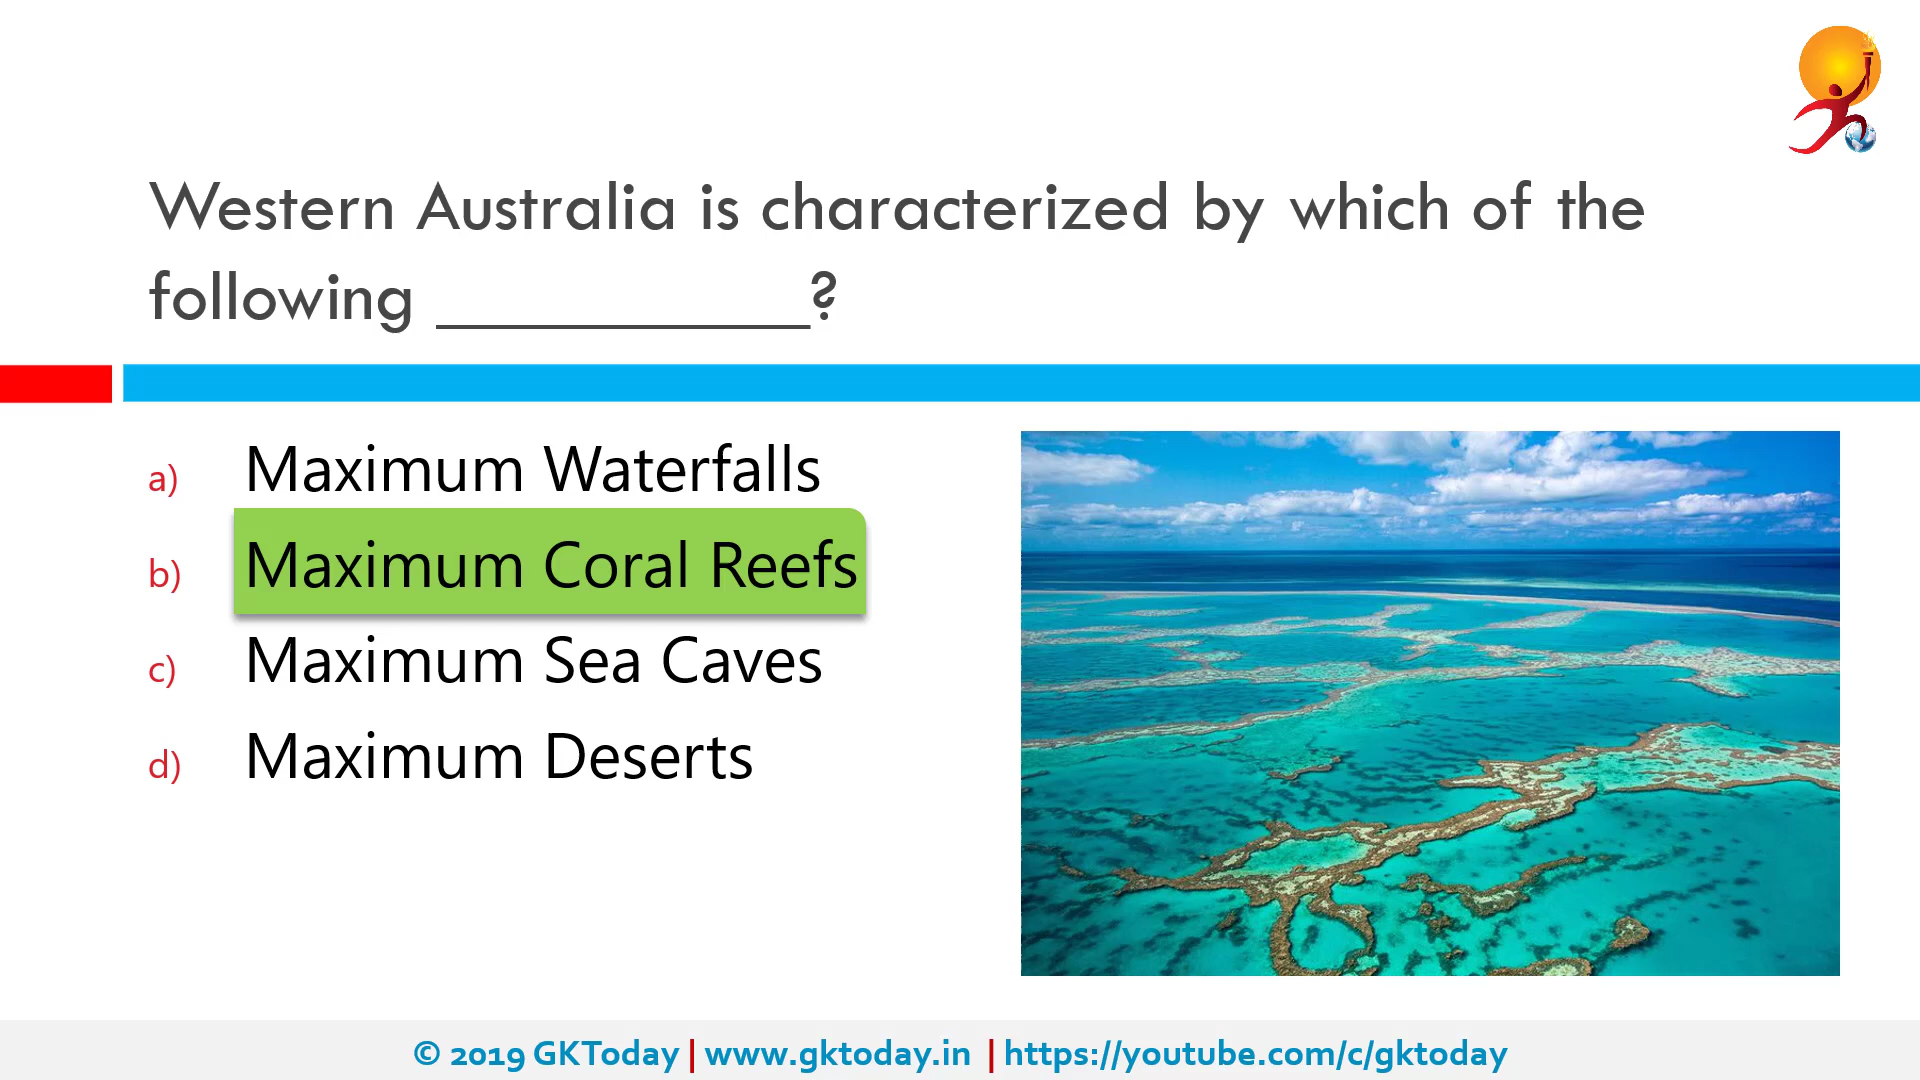 Western Australia is characterized by which of the
following ___________?
a) Maximum Waterfalls
b) Maximum Coral Reefs
c) Maximum Sea Caves
d) Maximum Deserts
© 2019 GKToday | www.gktoday.in | https://youtube.com/c/gktoday